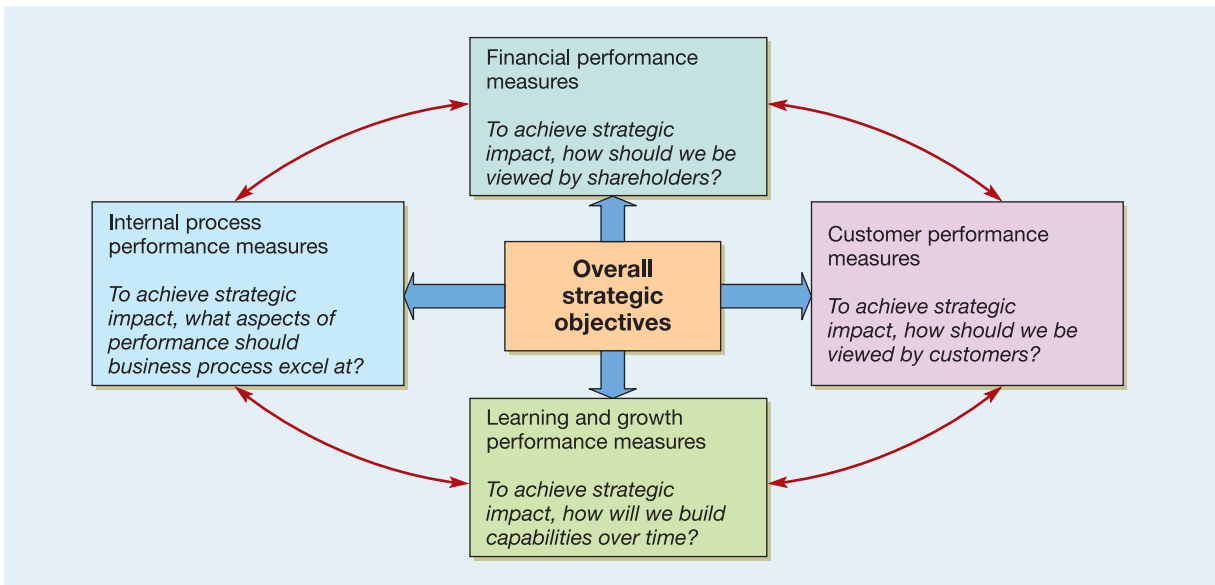 Financial performance
measures
To achieve strategic
impact, how should we be
viewed by shareholders?
Internal process
performance measures
To achieve strategic
impact, what aspects of
performance should
business process excel at?
Overall
strategic
objectives
Customer performance
measures
To achieve strategic
impact, how should we be
viewed by customers?
Learning and growth
performance measures
To achieve strategic
impact, how will we build
capabilities over time?